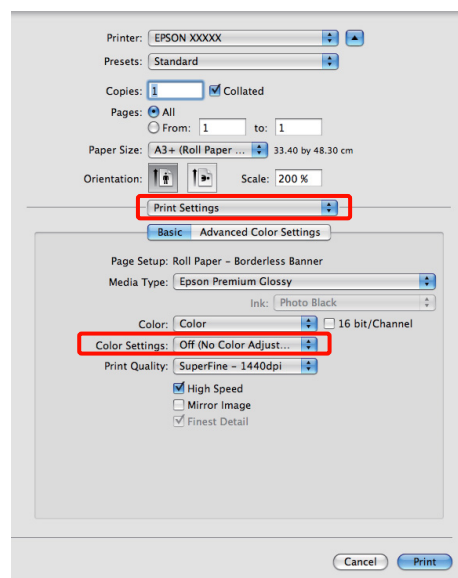 Printer: EPSON XXXXX
Presets: Standard
Copies: 1 Collated
Pages: All
From: 1 to: 1
Paper Size: A3+ (Roll Paper ... 33.40 by 48.30 cm
Orientation: Scale: 200 %
Print Settings
Basic Advanced Color Settings
Page Setup: Roll Paper - Borderless Banner
Media Type: Epson Premium Glossy
Ink: Photo Black
Color: Color 16 bit/Channel
Color Settings: Off (No Color Adjust...
Print Quality: SuperFine - 1440dpi
High Speed
Mirror Image
Finest Detail
Cancel Print